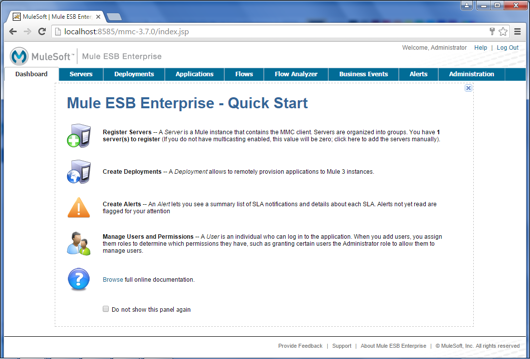 MuleSoft | Mule ESB Enterprise
localhost:8585/mmc-3.7.0/index.jsp
Welcome, Administrator Help | Log Out
MuleSoft™ | Mule ESB Enterprise
Dashboard Servers Deployments Applications Flows Flow Analyzer Business Events Alerts Administration
Mule ESB Enterprise - Quick Start
Register Servers -- A Server is a Mule instance that contains the MMC client. Servers are organized into groups. You have 1
server(s) to register (If you do not have multicasting enabled, this value will be zero; click here to add the servers manually).
Create Deployments -- A Deployment allows to remotely provision applications to Mule 3 instances.
Create Alerts -- An Alert lets you see a summary list of SLA notifications and details about each SLA. Alerts not yet read are
flagged for your attention.
Manage Users and Permissions -- A User is an individual who can log in to the application. When you add users, you assign
them roles to determine which permissions they have, such as granting certain users the Administrator role to allow them to
manage users.
Browse full online documentation.
Do not show this panel again
Provide Feedback | Support | About Mule ESB Enterprise | © MuleSoft, Inc. All rights reserved